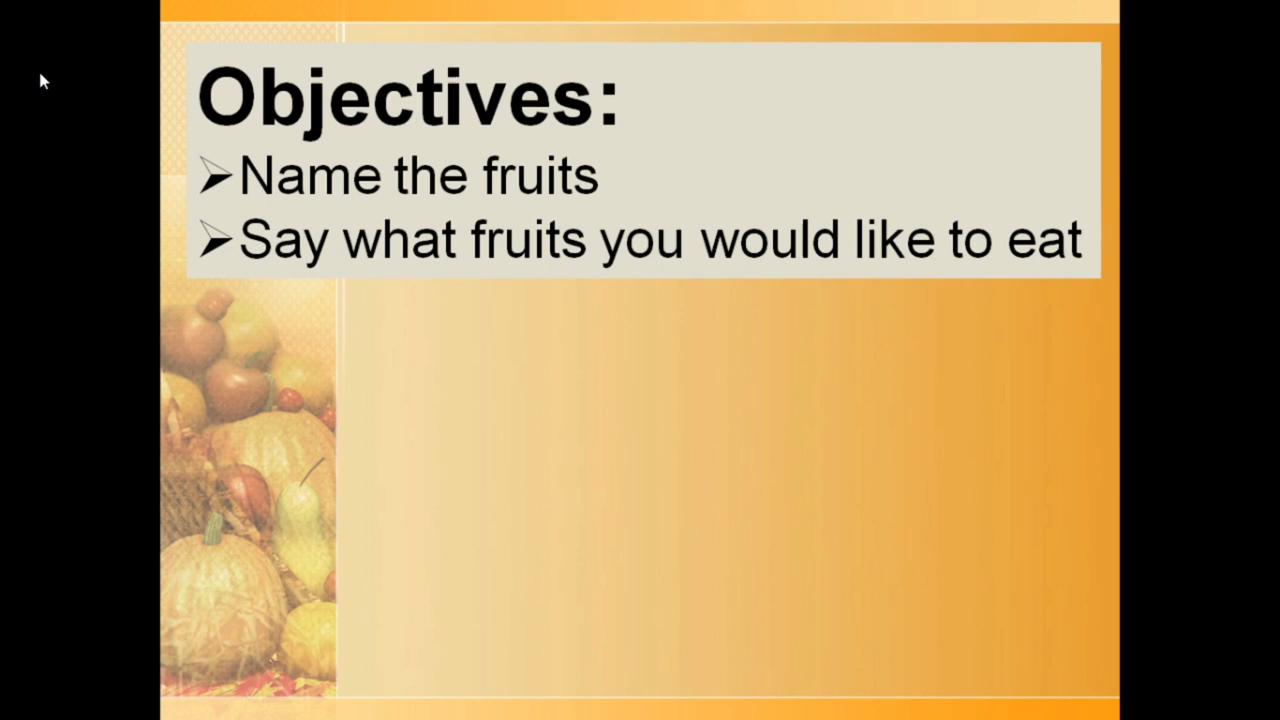 Objectives:
➢Name the fruits
➢Say what fruits you would like to eat